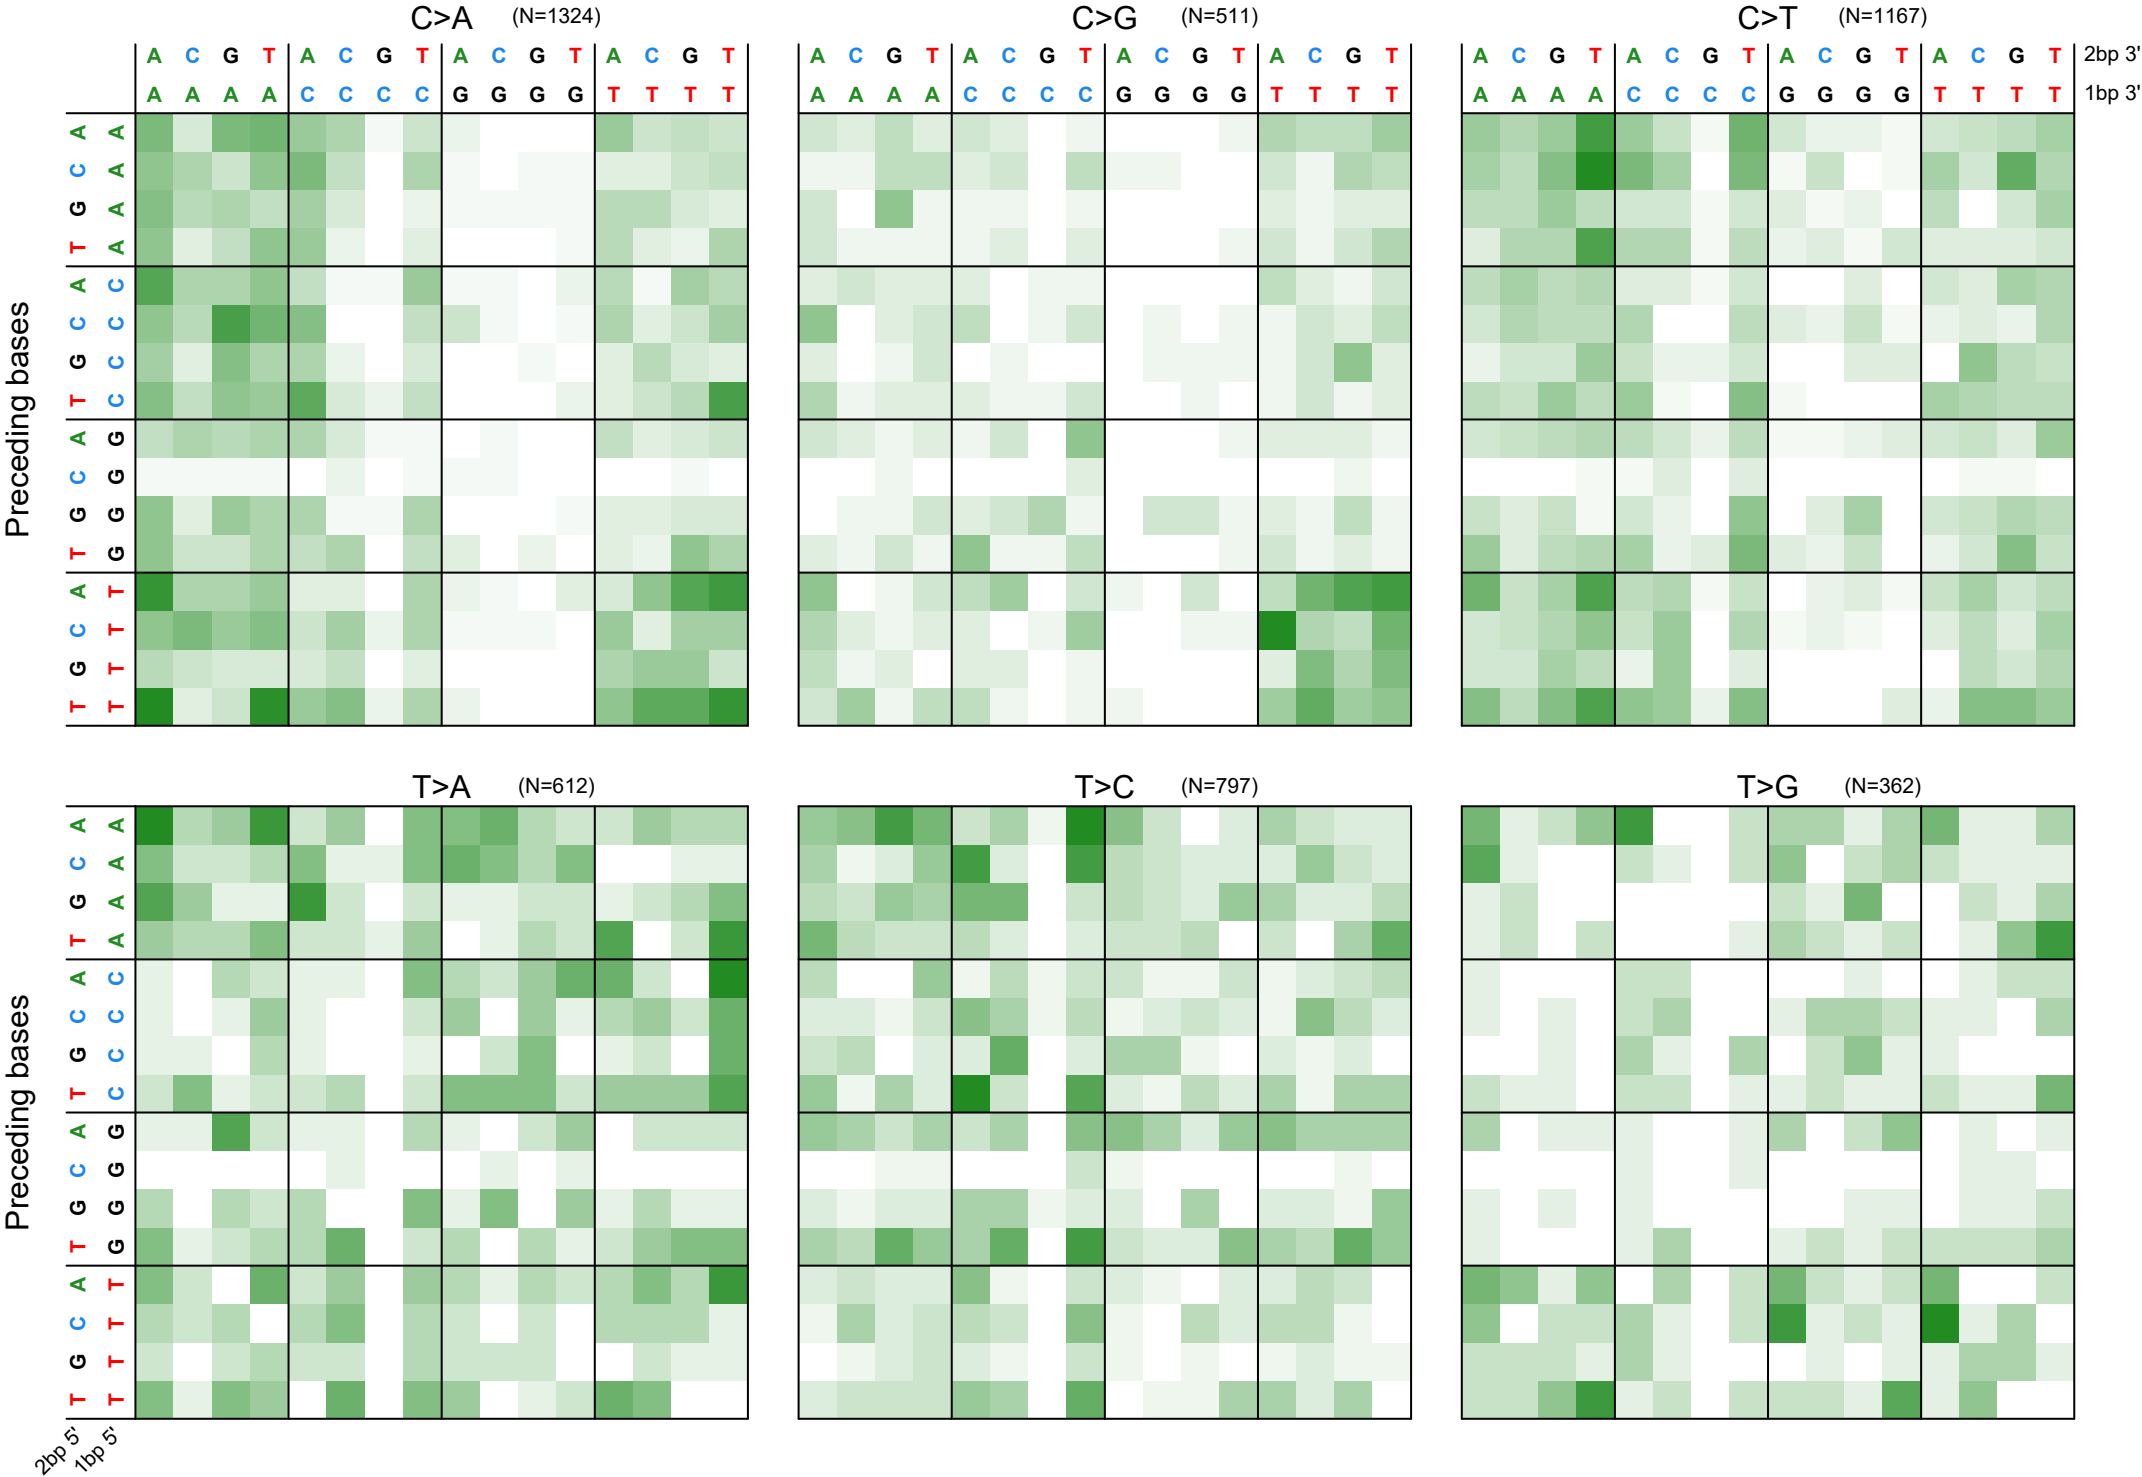 C>A (N=1324) C>G (N=511) C>T (N=1167)
A C G T A C G T A C G T A C G T A C G T A C G T A C G T A C G T A C G T A C G T A C G T A C G T 2bp 3'
A A A A C C C C G G G G T T T T A A A A C C C C G G G G T T T T A A A A C C C C G G G G T T T T 1bp 3'
Preceding bases
A A
C A
G A
T A
A C
C C
G C
T C
A G
C G
G G
T G
A T
C T
G T
T T
T>A (N=612) T>C (N=797) T>G (N=362)
Preceding bases
A A
C A
G A
T A
A C
C C
G C
T C
A G
C G
G G
T G
A T
C T
G T
T T
2bp 5'
1bp 5'